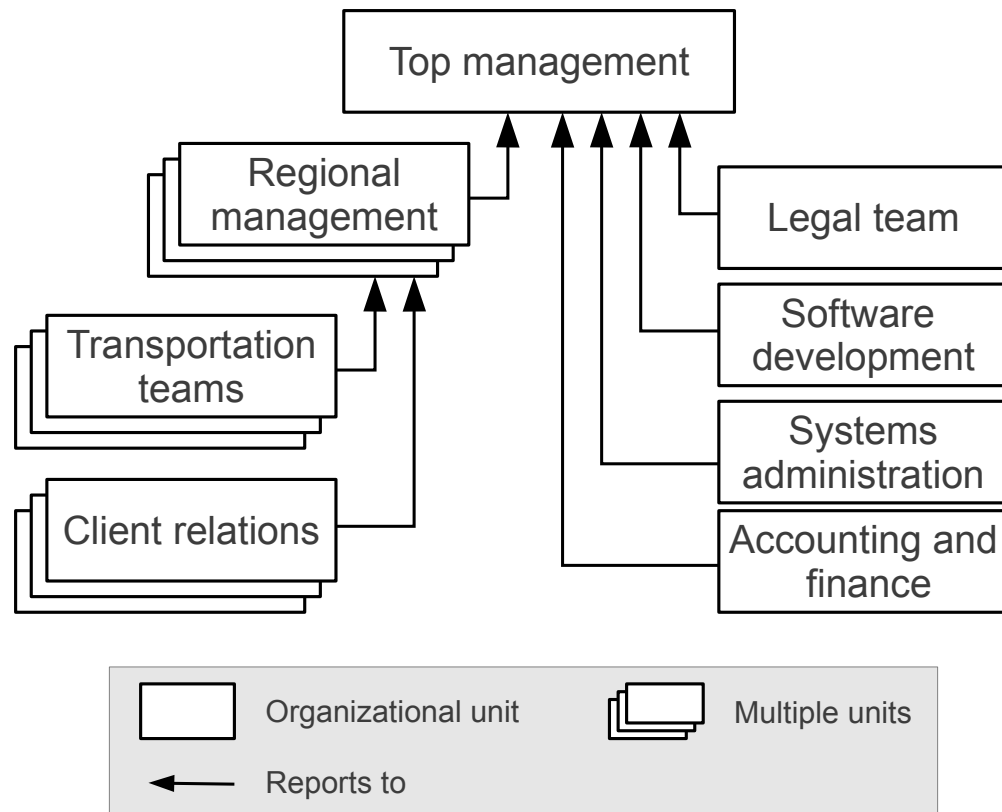 Top management
Regional
management
Legal team
Software
development
Transportation
teams
Systems
administration
Client relations
Accounting and
finance
Organizational unit
Multiple units
Reports to